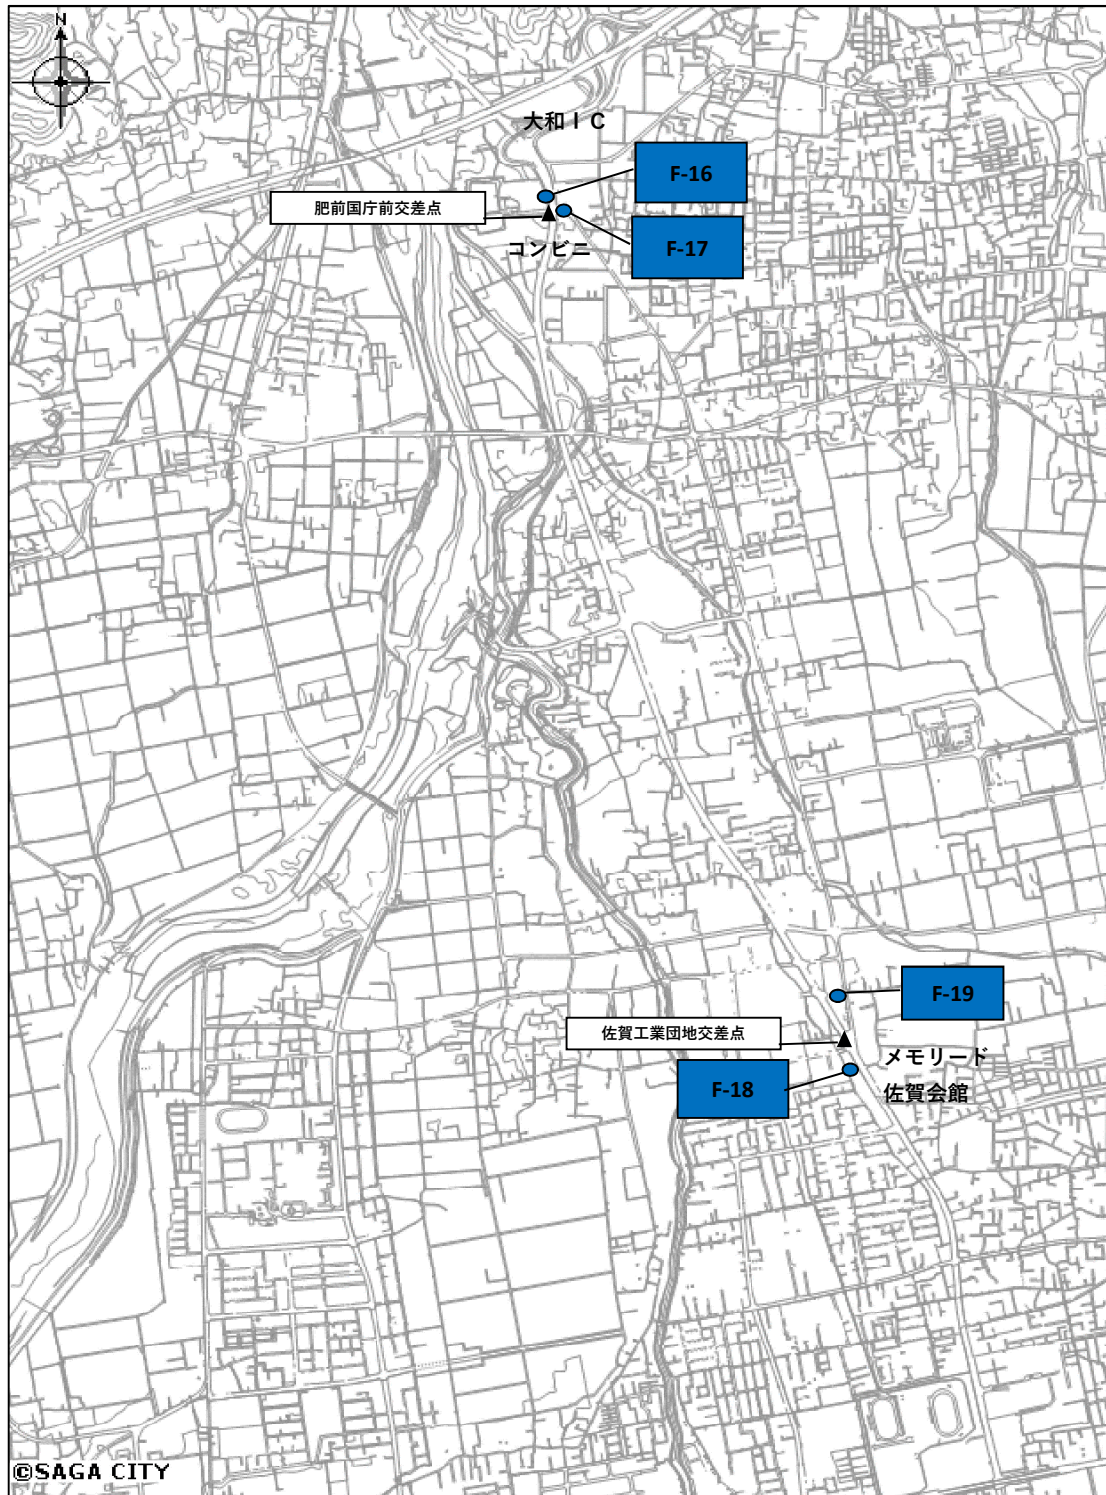 N
大和ＩＣ
F-16
肥前国庁前交差点
F-17
コンビニ
F-19
佐賀工業団地交差点
メモリード
佐賀会館
F-18
©SAGA CITY